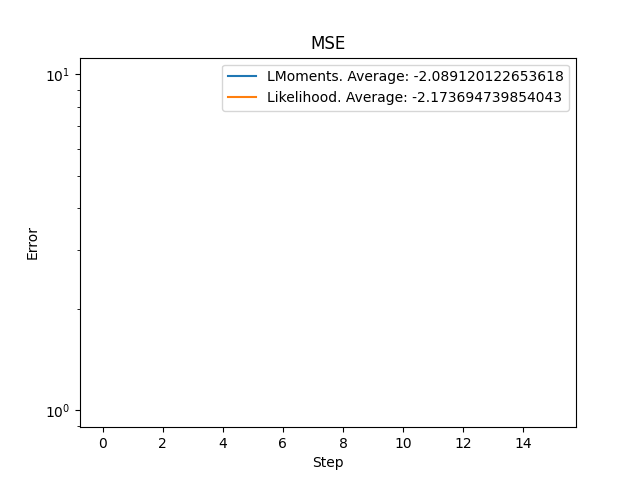 MSE
LMoments. Average: -2.089120122653618
Likelihood. Average: -2.173694739854043
Error
10¹
10⁰
0 2 4 6 8 10 12 14
Step